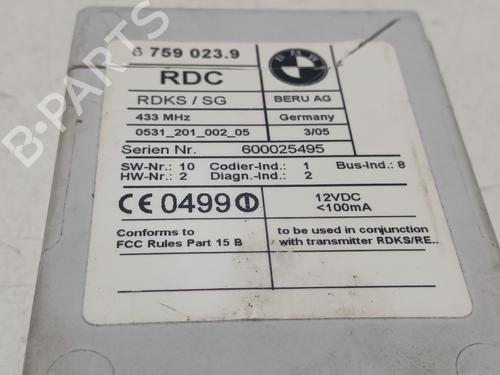 6 759 023.9
BMW
RDC
RDKS / SG
BERU AG
433 MHz
Germany
0531_201_002_05
3/05
Serien Nr. 600025495
SW-Nr.: 10 Codier-Ind.: 1 Bus-Ind.: 8
HW-Nr.: 2 Diagn.-Ind.: 2
CE 0499
12VDC
<100mA
Conforms to
FCC Rules Part 15 B
to be used in conjunction
with transmitter RDKS/RE..
B-PARTS